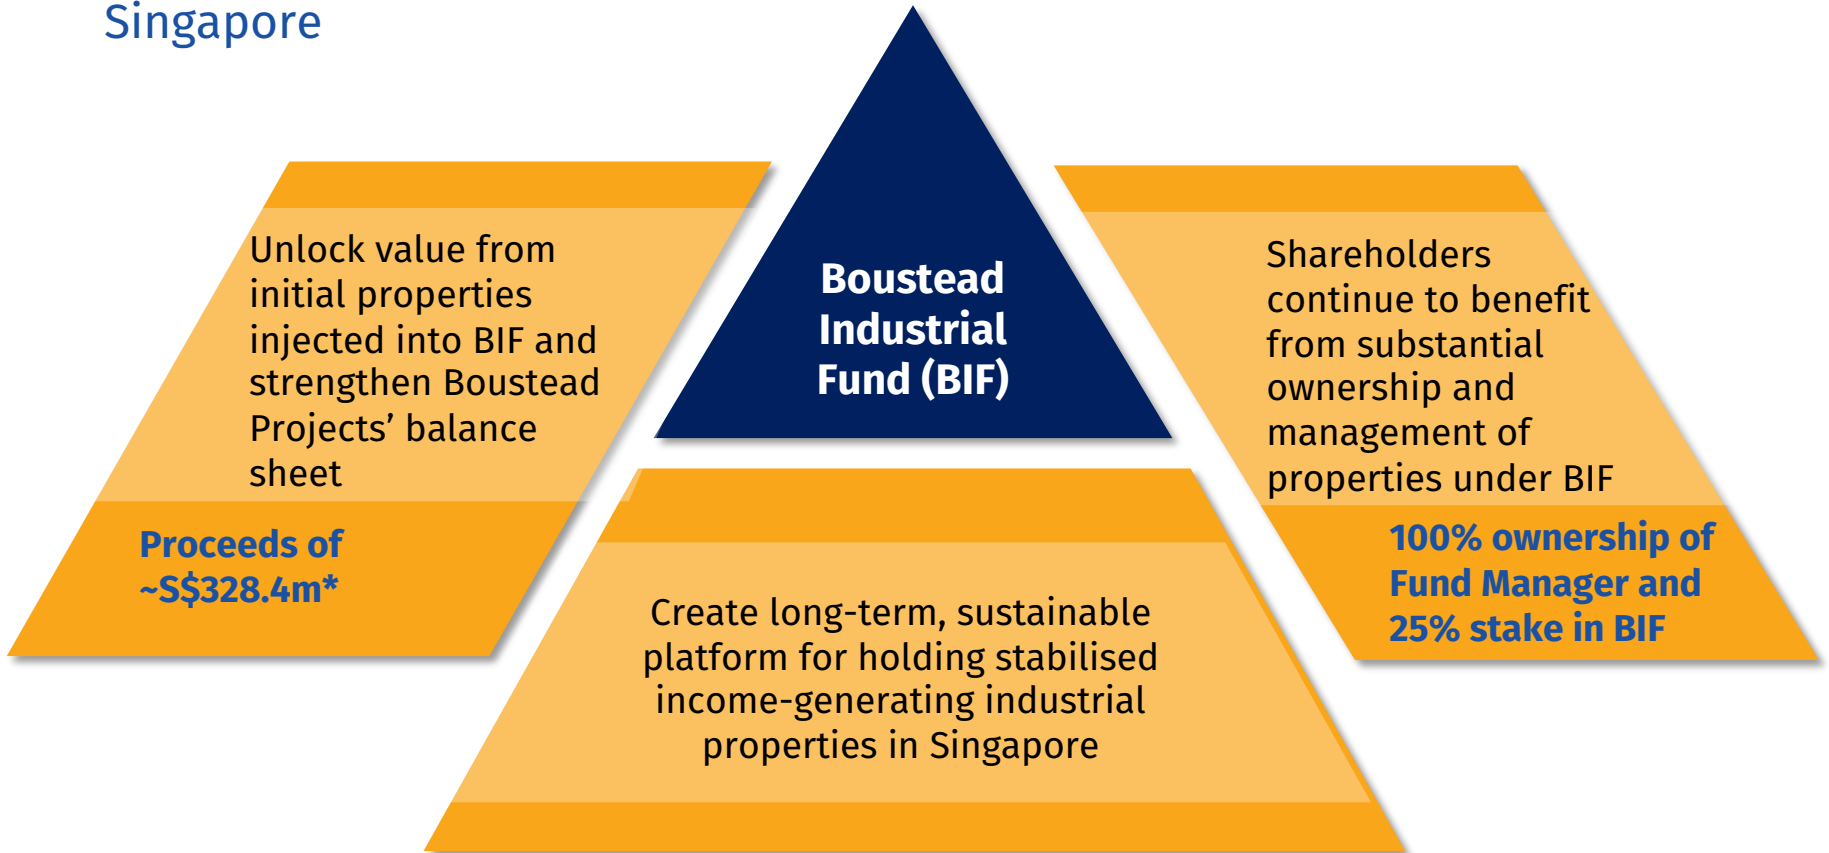 Singapore
Unlock value from
initial properties
injected into BIF and
strengthen Boustead
Projects’ balance
sheet
Proceeds of
~S$328.4m*
Boustead
Industrial
Fund (BIF)
Shareholders
continue to benefit
from substantial
ownership and
management of
properties under BIF
100% ownership of
Fund Manager and
25% stake in BIF
Create long-term, sustainable
platform for holding stabilised
income-generating industrial
properties in Singapore